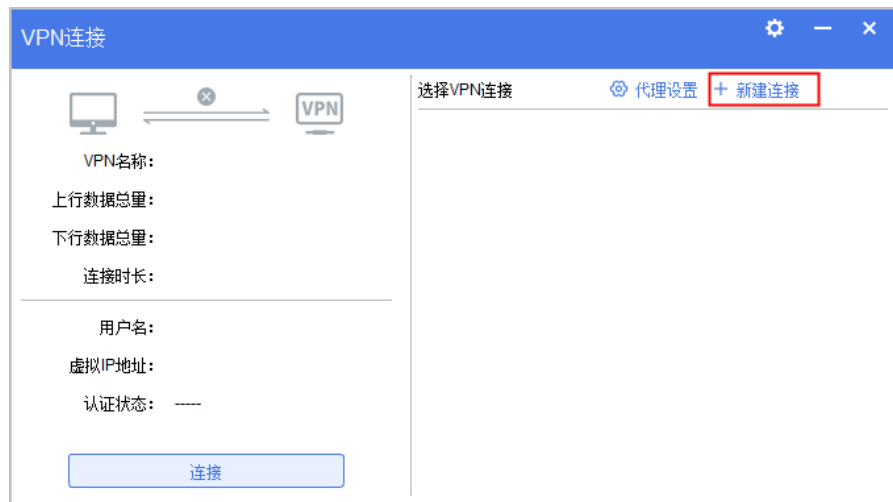 VPN连接
VPN
VPN名称：
上行数据总量：
下行数据总量：
连接时长：
用户名：
虚拟IP地址：
认证状态： -----
连接
选择VPN连接 代理设置 + 新建连接